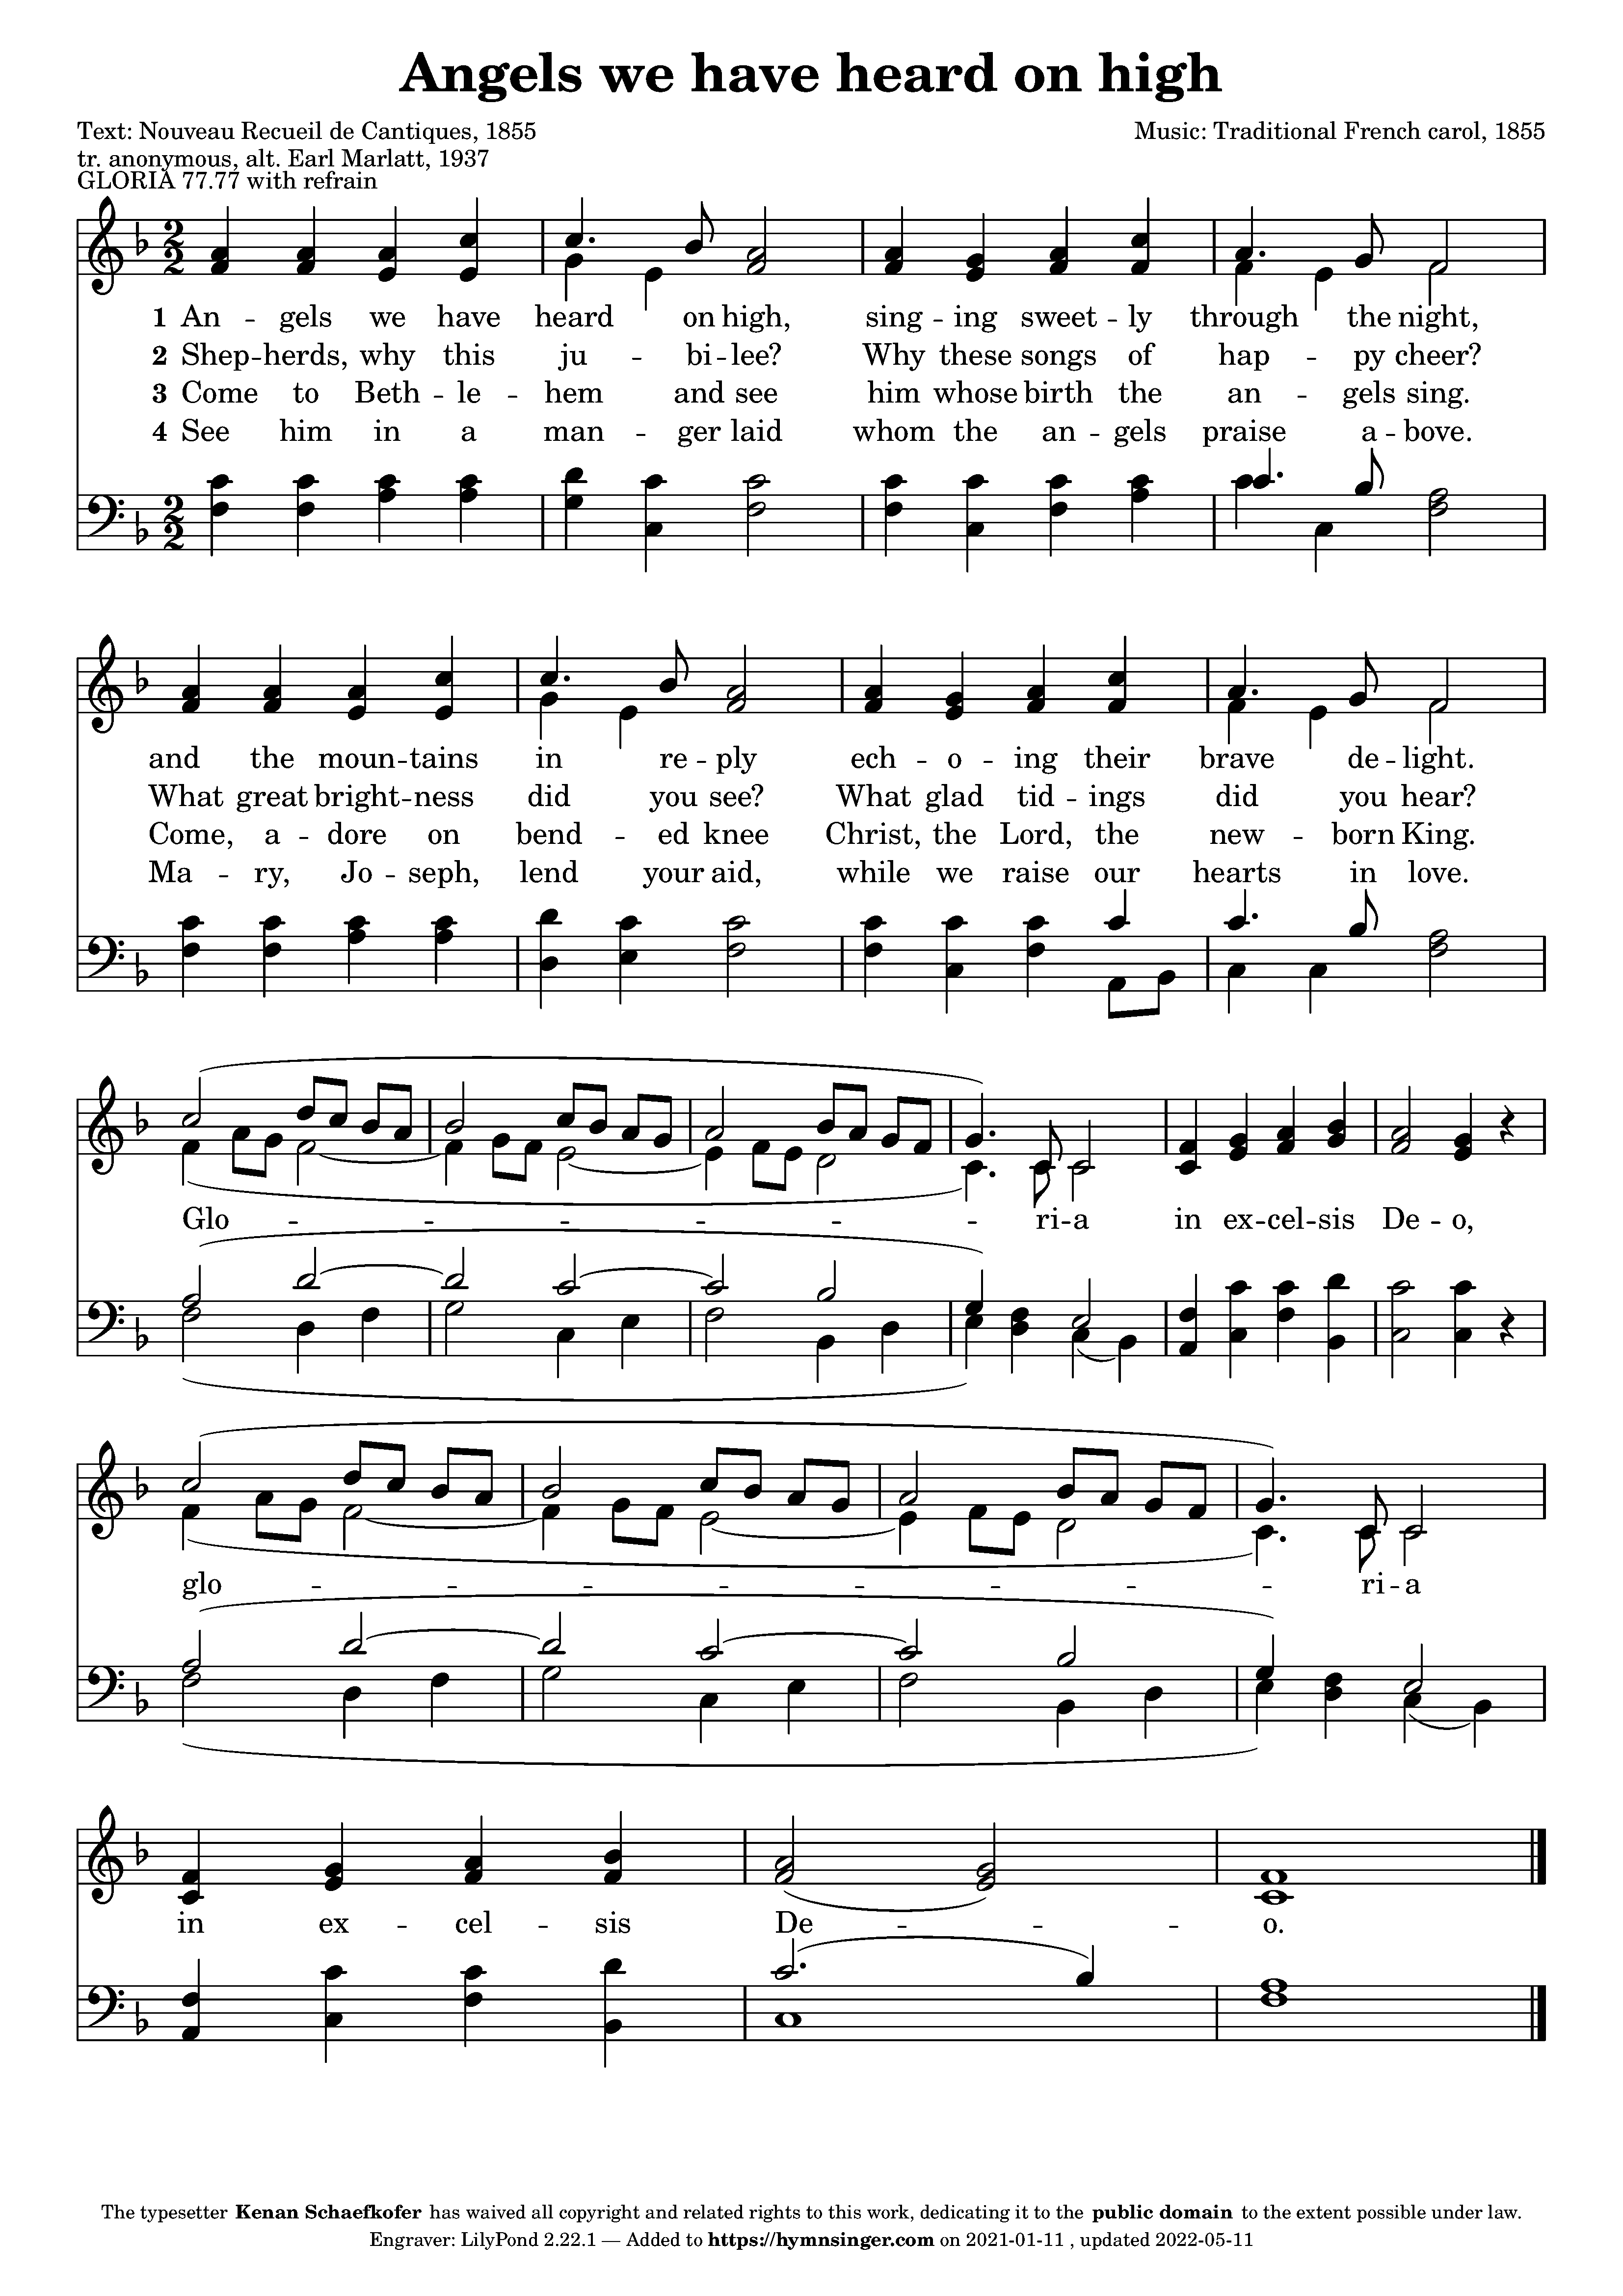 Angels we have heard on high
Text: Nouveau Recueil de Cantiques, 1855
Music: Traditional French carol, 1855
tr. anonymous, alt. Earl Marlatt, 1937
GLORIA 77.77 with refrain
1 An -- gels we have heard on high, sing -- ing sweet -- ly through the night,
2 Shep -- herds, why this ju -- bi -- lee? Why these songs of hap -- py cheer?
3 Come to Beth -- le -- hem and see him whose birth the an -- gels sing.
4 See him in a man -- ger laid whom the an -- gels praise a -- bove.
and the moun -- tains in re -- ply ech -- o -- ing their brave de -- light.
What great bright -- ness did you see? What glad tid -- ings did you hear?
Come, a -- dore on bend -- ed knee Christ, the Lord, the new -- born King.
Ma -- ry, Jo -- seph, lend your aid, while we raise our hearts in love.
Glo -- ri -- a in ex -- cel -- sis De -- o,
glo -- ri -- a
in ex -- cel -- sis De -- o.
The typesetter Kenan Schaefkofer has waived all copyright and related rights to this work, dedicating it to the public domain to the extent possible under law.
Engraver: LilyPond 2.22.1 — Added to https://hymnsinger.com on 2021-01-11 , updated 2022-05-11